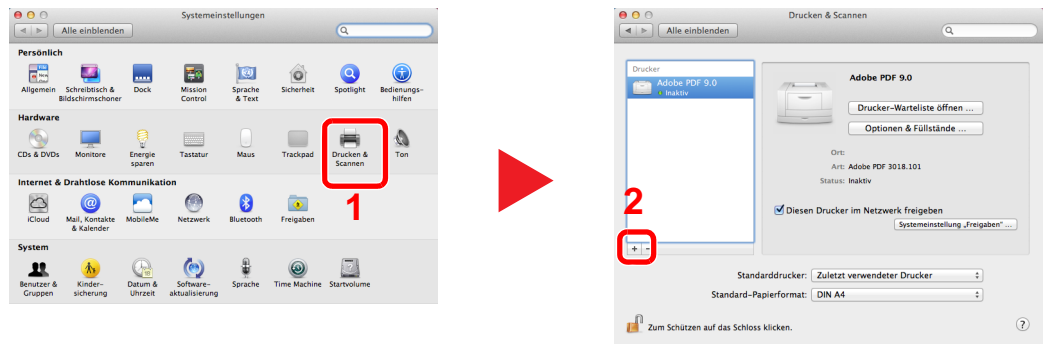 Systemeinstellungen
Alle einblenden
Persönlich
Allgemein
Schreibtisch &
Bildschirmschoner
Dock
Mission
Control
Sprache
& Text
Sicherheit
Spotlight
Bedienungs-
hilfen
Hardware
CDs & DVDs
Monitore
Energie
sparen
Tastatur
Maus
Trackpad
Drucken &
Scannen
Ton
1
Internet & Drahtlose Kommunikation
iCloud
Mail, Kontakte
& Kalender
MobileMe
Netzwerk
Bluetooth
Freigaben
System
Benutzer &
Gruppen
Kinder-
sicherung
Datum &
Uhrzeit
Software-
aktualisierung
Sprache
Time Machine
Startvolume
Drucken & Scannen
Alle einblenden
Drucker
Adobe PDF 9.0
Inaktiv
2
+ −
Adobe PDF 9.0
Drucker-Warteliste öffnen ...
Optionen & Füllstände ...
Ort:
Art: Adobe PDF 3018.101
Status: Inaktiv
Diesen Drucker im Netzwerk freigeben
Systemeinstellung „Freigaben“ ...
Standarddrucker: Zuletzt verwendeter Drucker
Standard-Papierformat: DIN A4
Zum Schützen auf das Schloss klicken.
?